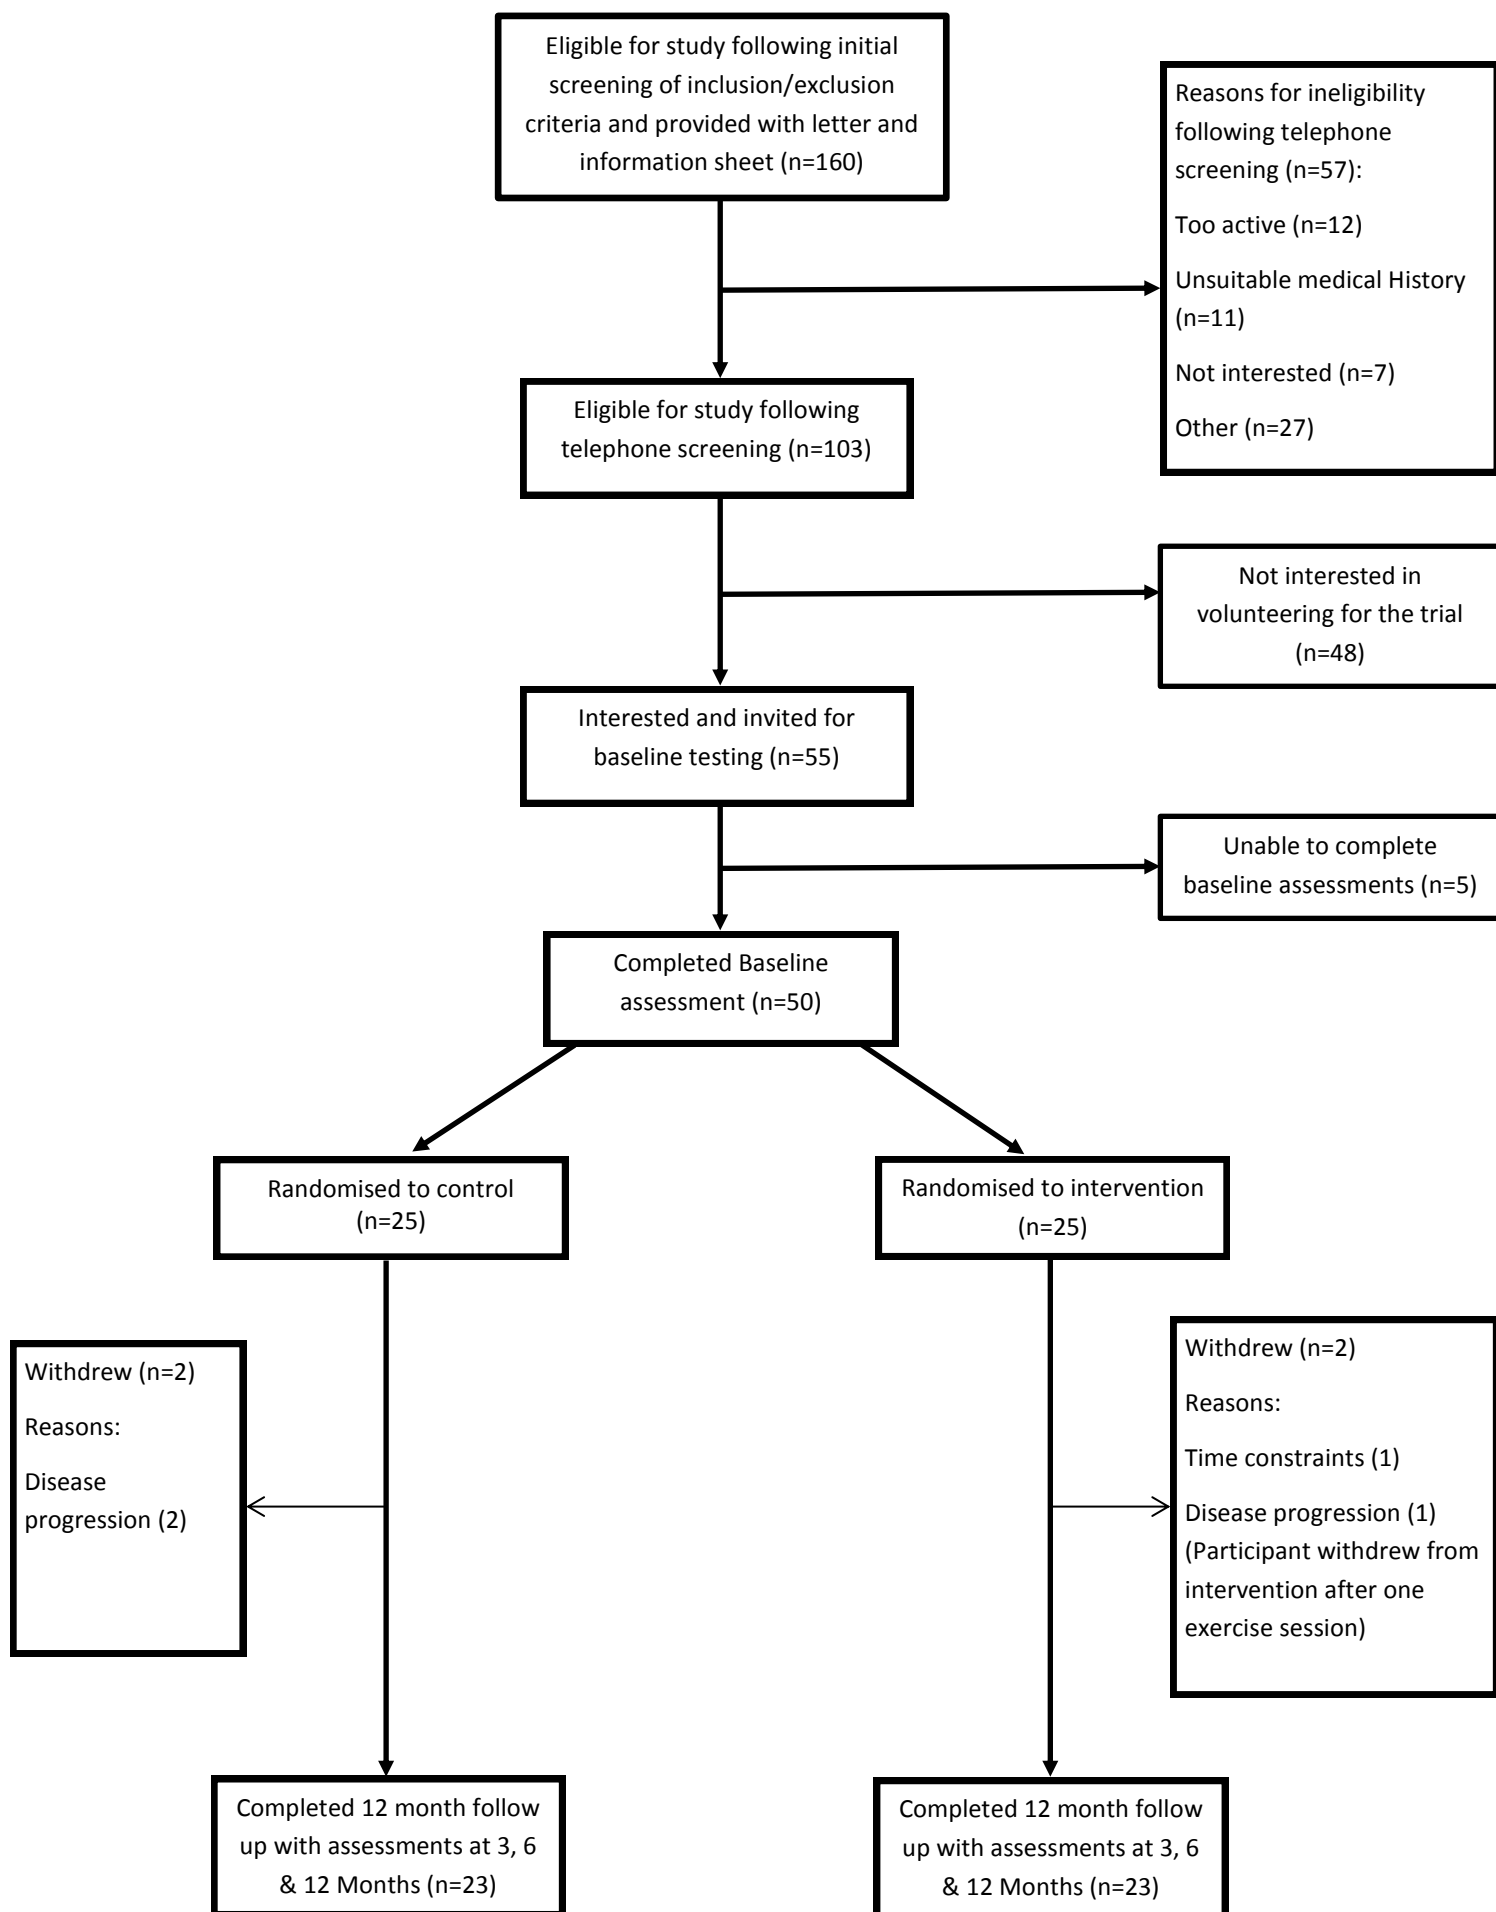 Eligible for study following initial
screening of inclusion/exclusion
criteria and provided with letter and
information sheet (n=160)
Reasons for ineligibility
following telephone
screening (n=57):
Too active (n=12)
Unsuitable medical History
(n=11)
Not interested (n=7)
Other (n=27)
Eligible for study following
telephone screening (n=103)
Not interested in
volunteering for the trial
(n=48)
Interested and invited for
baseline testing (n=55)
Unable to complete
baseline assessments (n=5)
Completed Baseline
assessment (n=50)
Randomised to control
(n=25)
Randomised to intervention
(n=25)
Withdrew (n=2)
Reasons:
Disease
progression (2)
Withdrew (n=2)
Reasons:
Time constraints (1)
Disease progression (1)
(Participant withdrew from
intervention after one
exercise session)
Completed 12 month follow
up with assessments at 3, 6
& 12 Months (n=23)
Completed 12 month follow
up with assessments at 3, 6
& 12 Months (n=23)